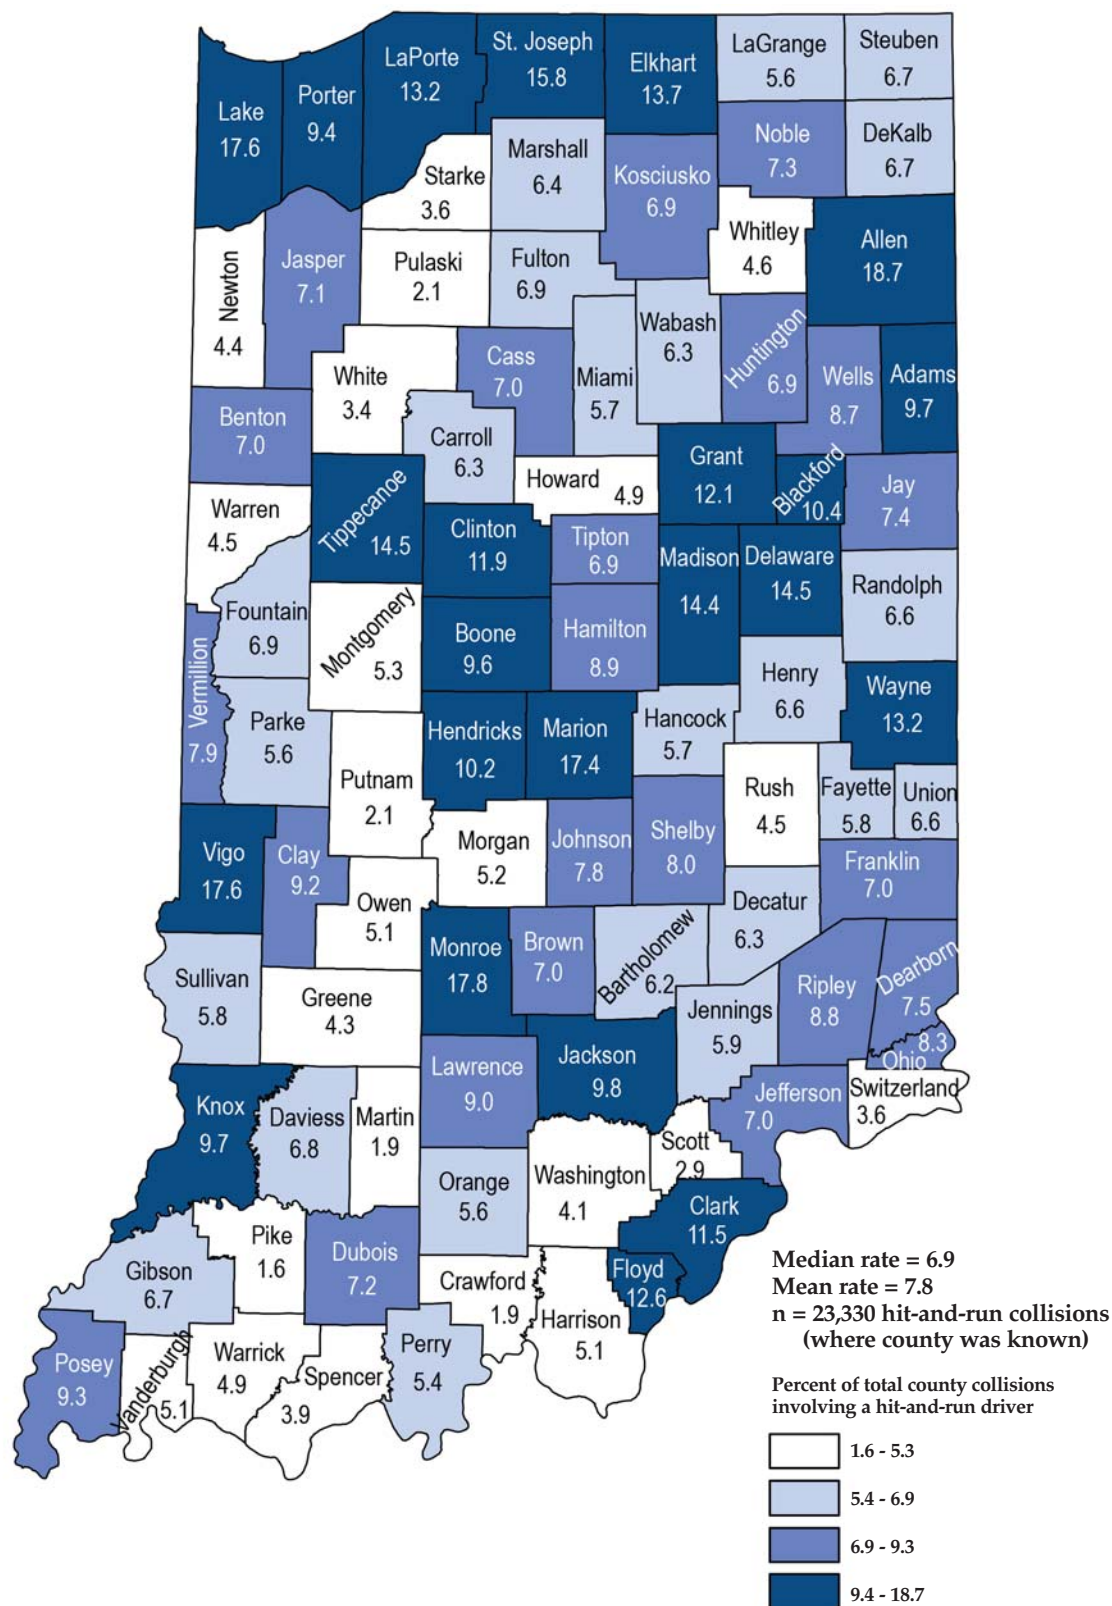 St. Joseph
15.8
LaPorte
13.2
Elkhart
13.7
LaGrange
5.6
Steuben
6.7
Lake
17.6
Porter
9.4
Noble
7.3
DeKalb
6.7
Marshall
6.4
Starke
3.6
Kosciusko
6.9
Whitley
4.6
Allen
18.7
Newton
4.4
Jasper
7.1
Pulaski
2.1
Fulton
6.9
Wabash
6.3
Huntington
6.9
Wells
8.7
Adams
9.7
White
3.4
Cass
7.0
Miami
5.7
Benton
7.0
Carroll
6.3
Howard
4.9
Grant
12.1
Blackford
10.4
Jay
7.4
Warren
4.5
Tippecanoe
14.5
Clinton
11.9
Tipton
6.9
Madison
14.4
Delaware
14.5
Randolph
6.6
Fountain
6.9
Montgomery
5.3
Boone
9.6
Hamilton
8.9
Henry
6.6
Wayne
13.2
Vermillion
7.9
Parke
5.6
Hendricks
10.2
Marion
17.4
Hancock
5.7
Putnam
2.1
Rush
4.5
Fayette
5.8
Union
6.6
Vigo
17.6
Clay
9.2
Morgan
5.2
Johnson
7.8
Shelby
8.0
Franklin
7.0
Owen
5.1
Decatur
6.3
Monroe
17.8
Brown
7.0
Bartholomew
6.2
Sullivan
5.8
Greene
4.3
Jennings
5.9
Ripley
8.8
Dearborn
7.5
8.3
Ohio
Lawrence
9.0
Jackson
9.8
Jefferson
7.0
Switzerland
3.6
Knox
9.7
Daviess
6.8
Martin
1.9
Scott
2.9
Orange
5.6
Washington
4.1
Clark
11.5
Pike
1.6
Dubois
7.2
Gibson
6.7
Crawford
1.9
Floyd
12.6
Harrison
5.1
Posey
9.3
Vanderburgh
5.1
Warrick
4.9
Spencer
3.9
Perry
5.4
Median rate = 6.9
Mean rate = 7.8
n = 23,330 hit-and-run collisions
(where county was known)
Percent of total county collisions
involving a hit-and-run driver
1.6 - 5.3
5.4 - 6.9
6.9 - 9.3
9.4 - 18.7